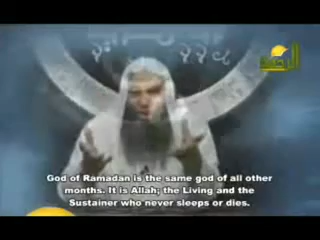 الرحمة
God of Ramadan is the same god of all other
months. It is Allah; the Living and the
Sustainer who never sleeps or dies.